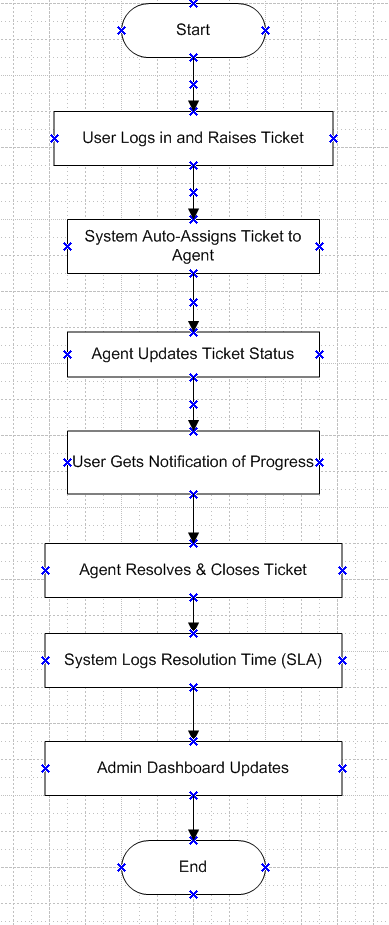 Start
User Logs in and Raises Ticket
System Auto-Assigns Ticket to
Agent
Agent Updates Ticket Status
User Gets Notification of Progress
Agent Resolves & Closes Ticket
System Logs Resolution Time (SLA)
Admin Dashboard Updates
End